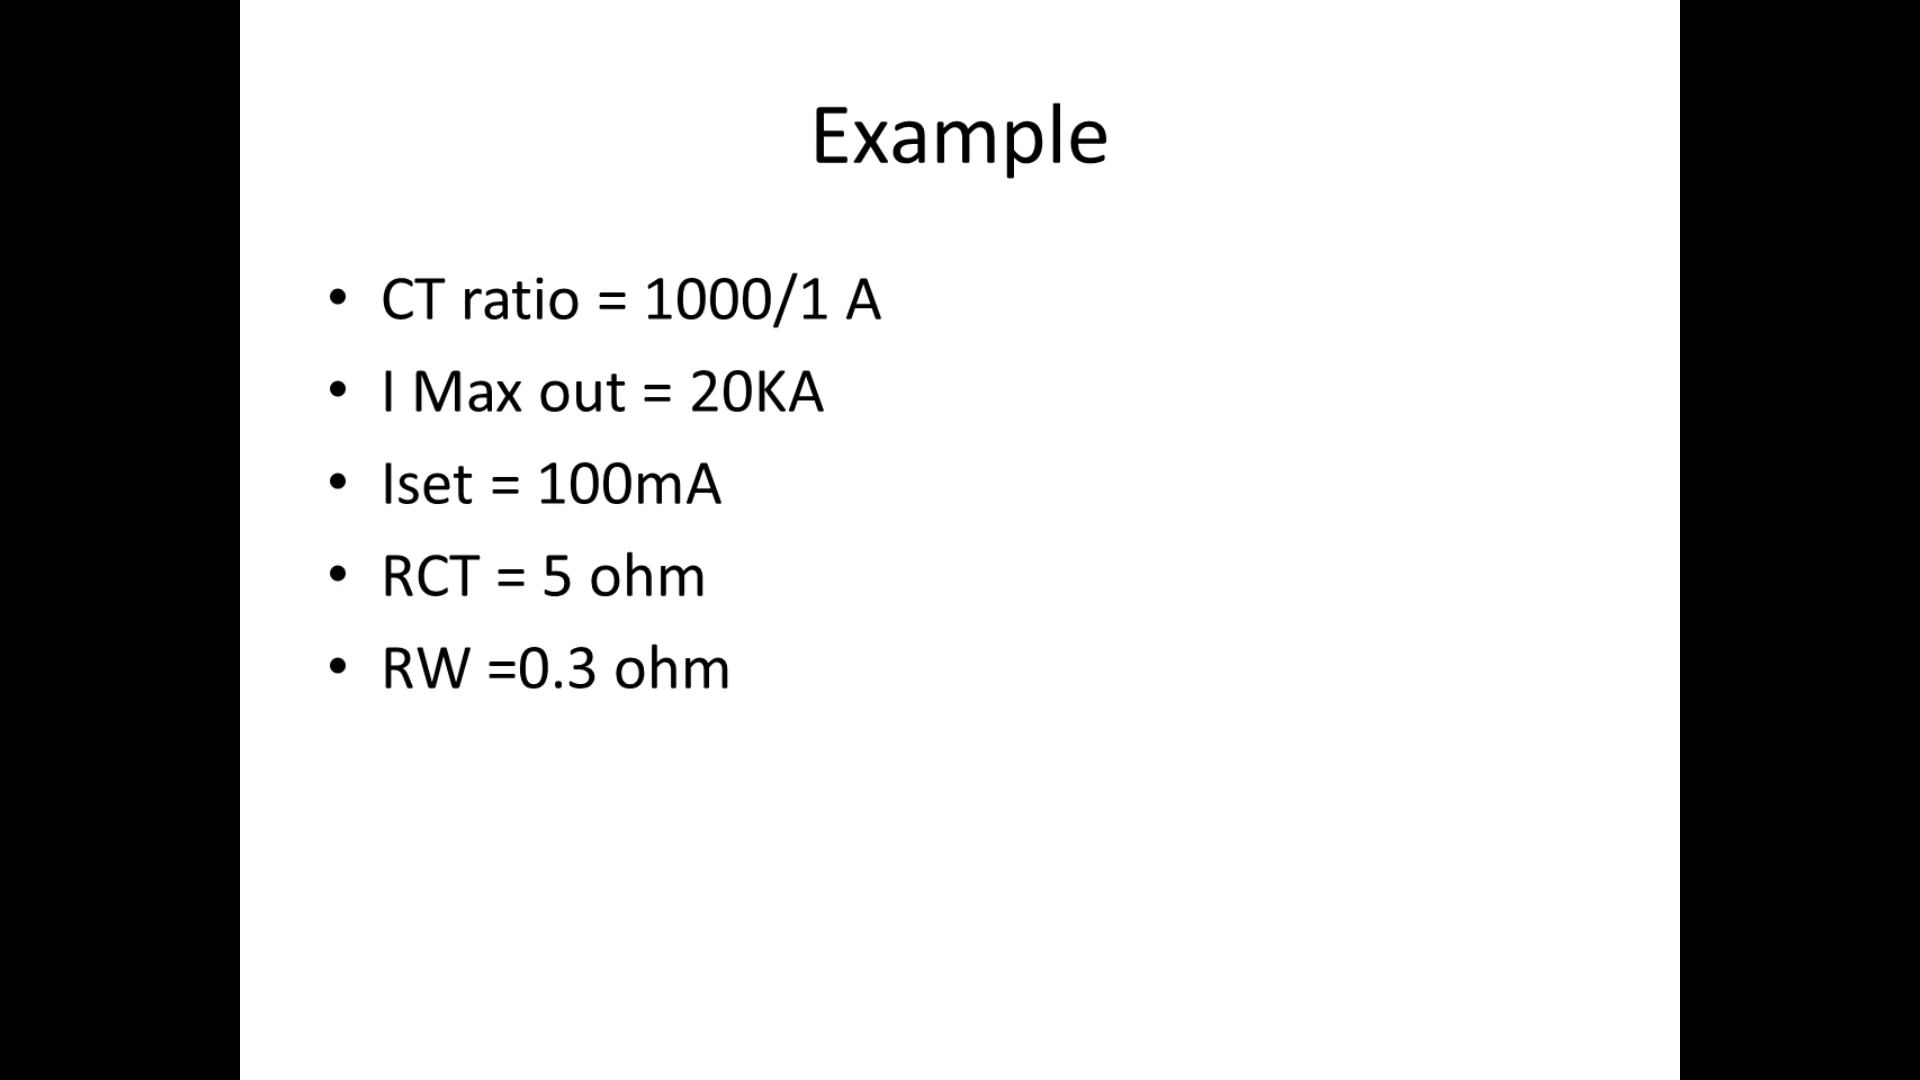 Example
• CT ratio = 1000/1 A
• I Max out = 20KA
• Iset = 100mA
• RCT = 5 ohm
• RW =0.3 ohm